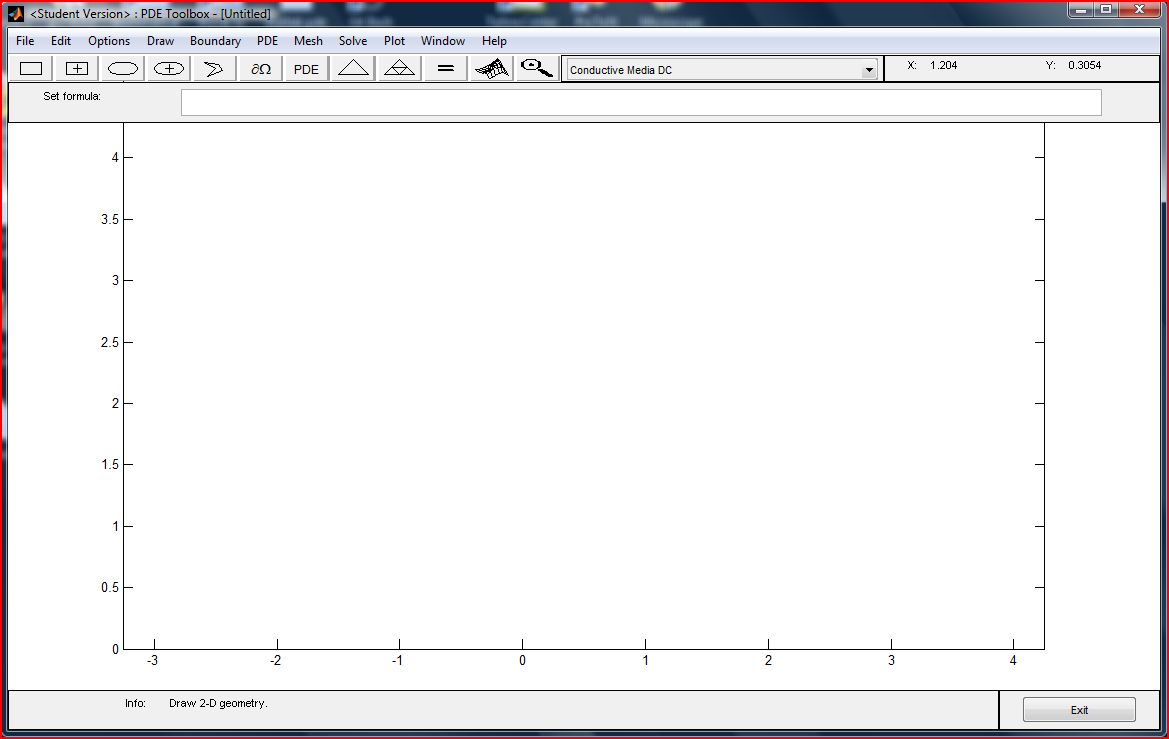 <Student Version> : PDE Toolbox - [Untitled]
File Edit Options Draw Boundary PDE Mesh Solve Plot Window Help
∂Ω PDE = Conductive Media DC X: 1.204 Y: 0.3054
Set formula:
4
3.5
3
2.5
2
1.5
1
0.5
0
-3 -2 -1 0 1 2 3 4
Info: Draw 2-D geometry. Exit